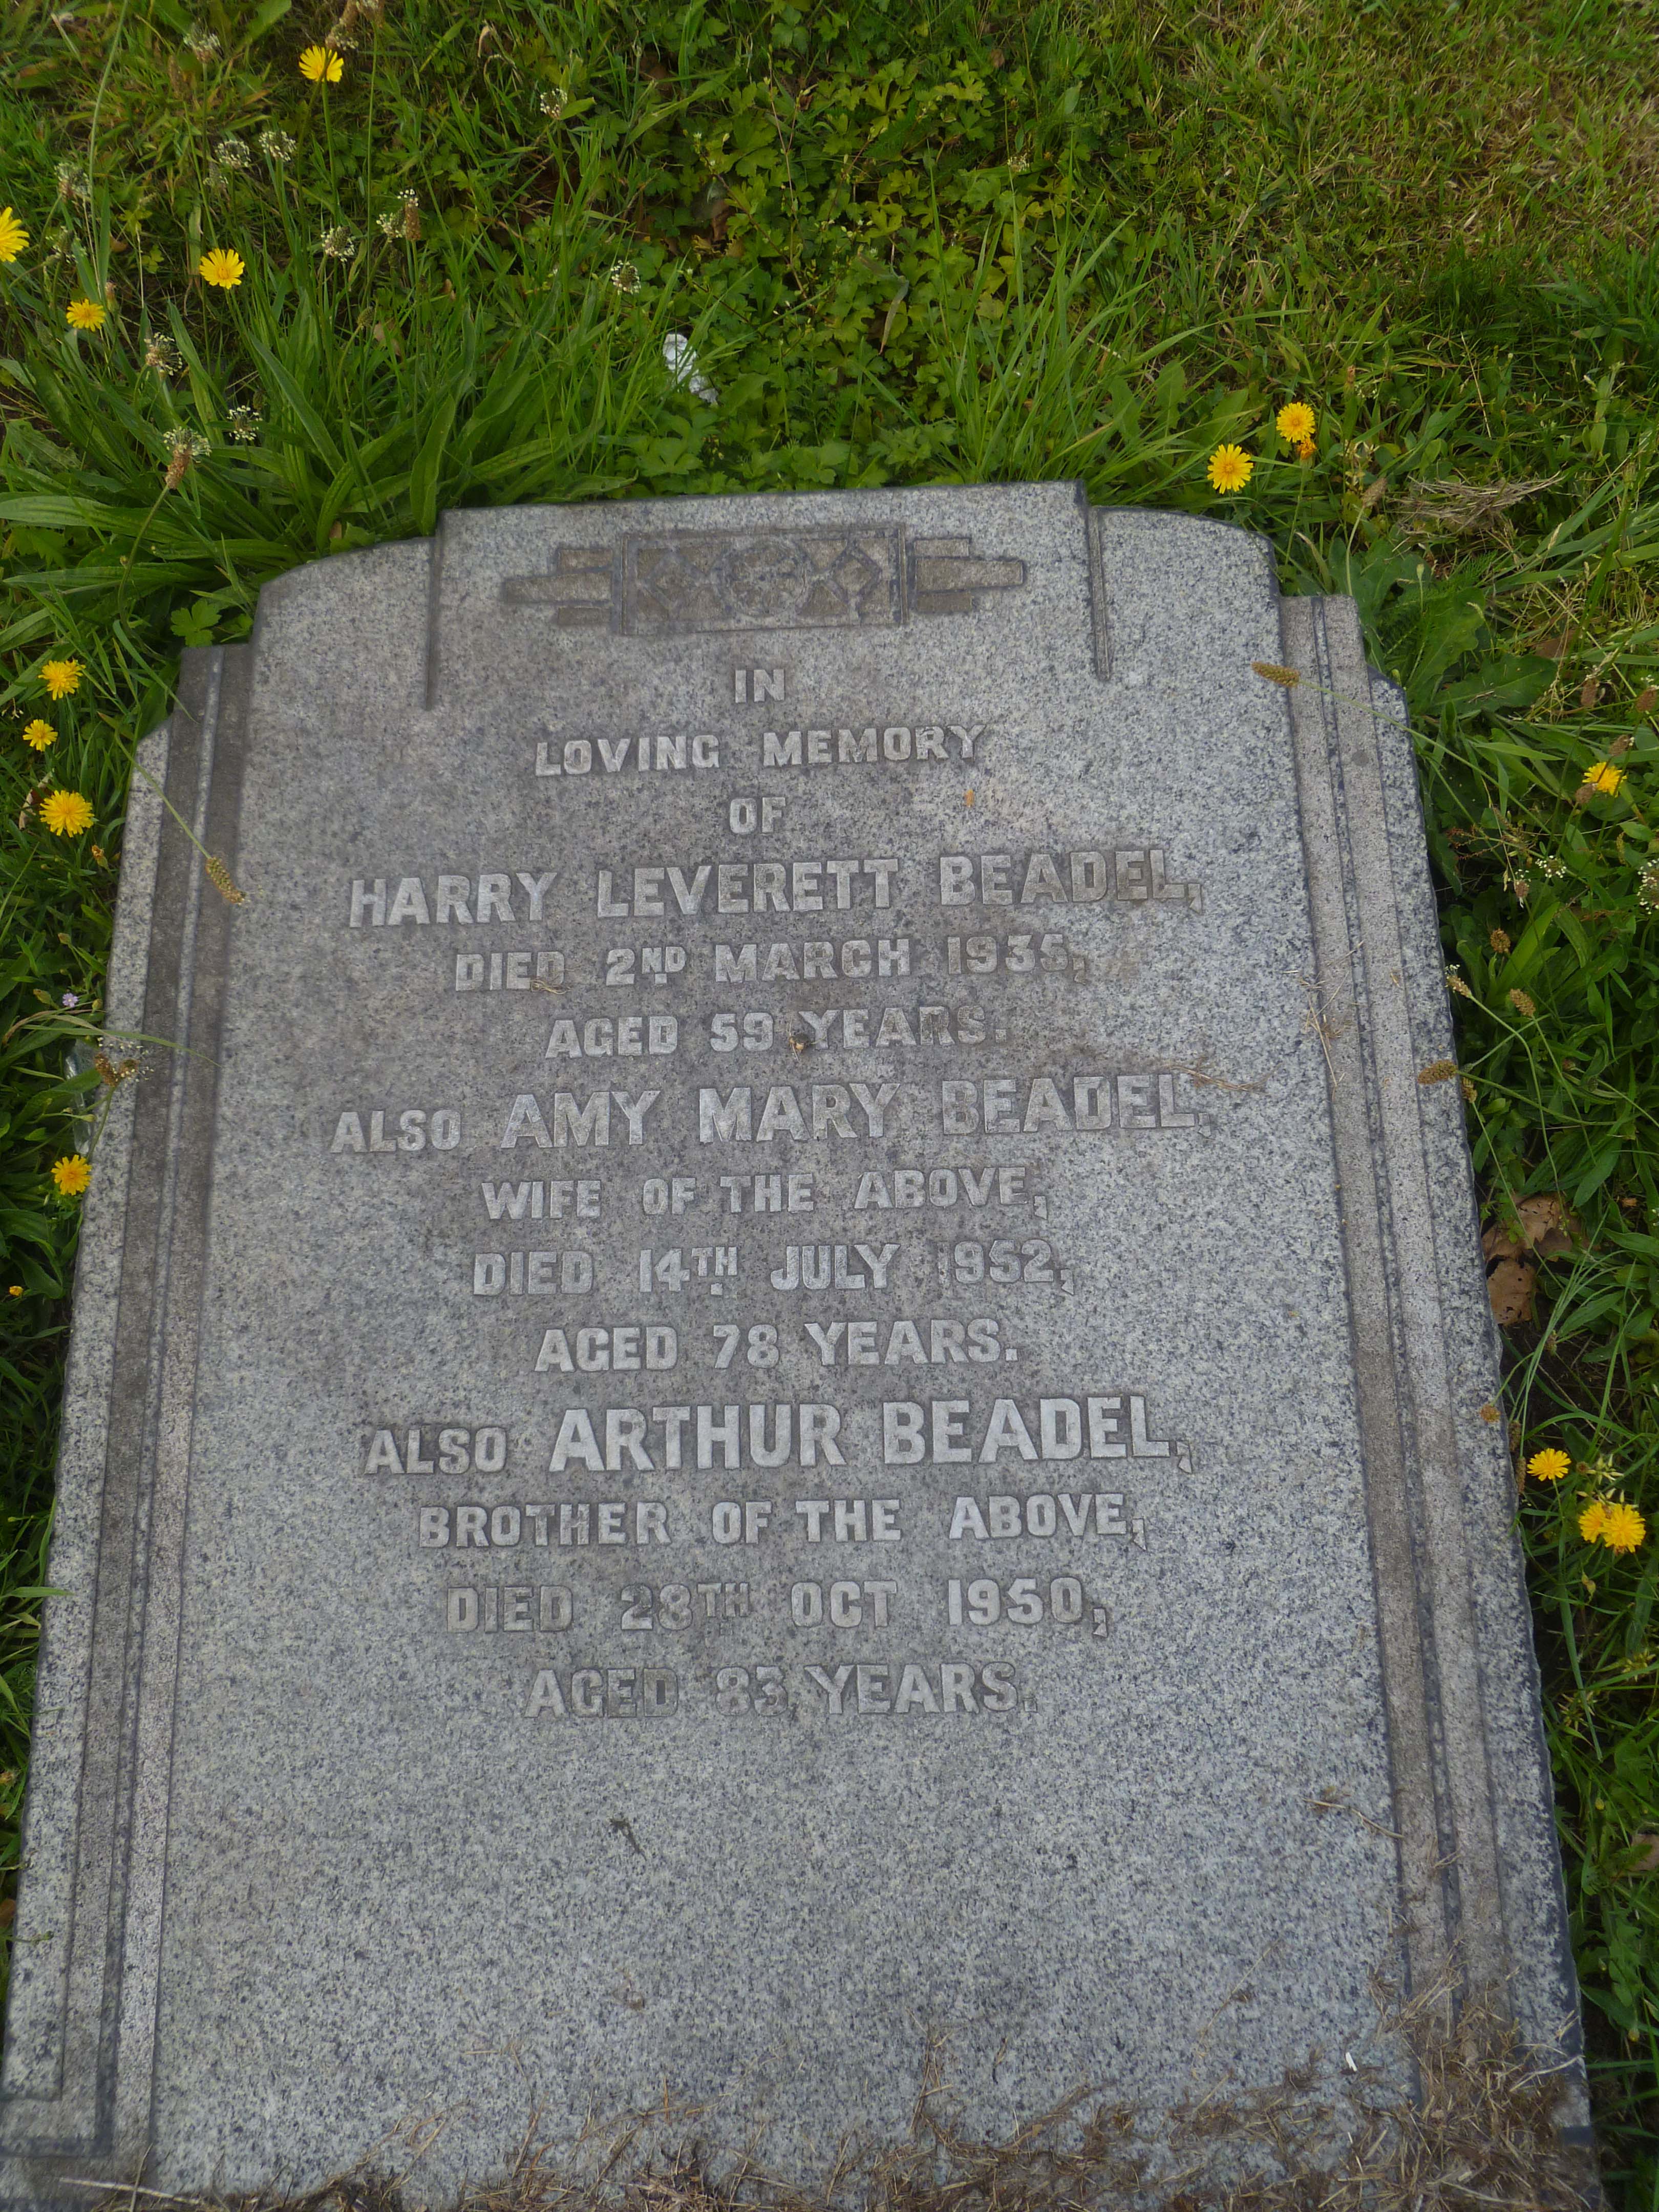 IN
LOVING MEMORY
OF
HARRY LEVERETT BEADEL,
DIED 2ND MARCH 1935,
AGED 59 YEARS.
ALSO AMY MARY BEADEL,
WIFE OF THE ABOVE,
DIED 14TH JULY 1952,
AGED 78 YEARS.
ALSO ARTHUR BEADEL,
BROTHER OF THE ABOVE,
DIED 28TH OCT 1950,
AGED 83 YEARS.